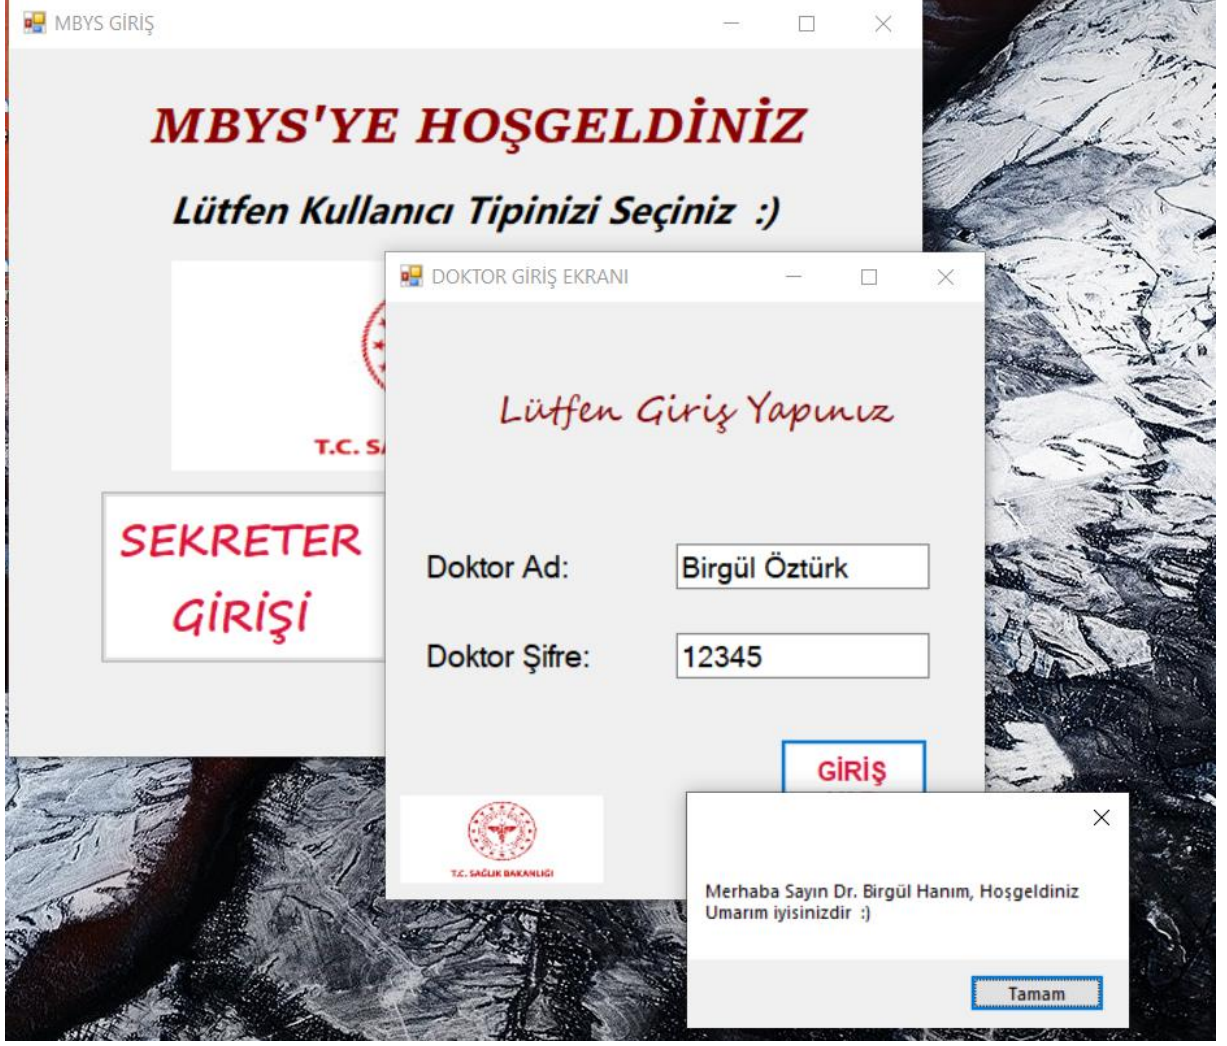 MBYS GİRİŞ
MBYS'YE HOŞGELDİNİZ
Lütfen Kullanıcı Tipinizi Seçiniz :)
T.C.
SEKRETER
GİRİŞİ
DOKTOR GİRİŞ EKRANI
Lütfen Giriş Yapınız
Doktor Ad:
Birgül Öztürk
Doktor Şifre:
12345
GİRİŞ
T.C. SAĞLIK BAKANLIĞI
Merhaba Sayın Dr. Birgül Hanım, Hoşgeldiniz
Umarım iyisinizdir :)
Tamam